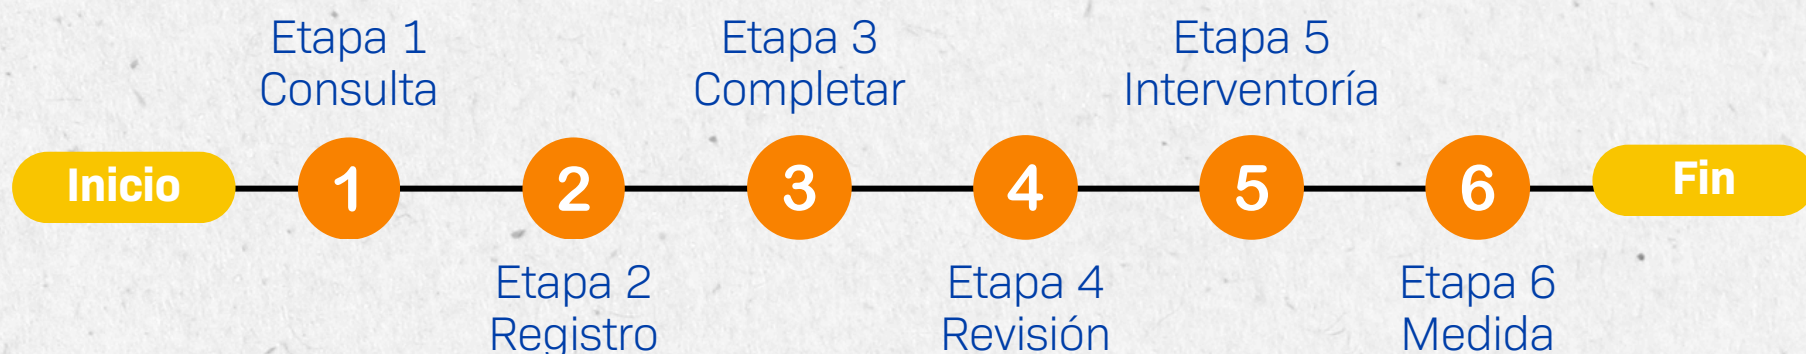 Etapa 1
Consulta
Etapa 3
Completar
Etapa 5
Interventoría
Inicio
1
2
3
4
5
6
Fin
Etapa 2
Registro
Etapa 4
Revisión
Etapa 6
Medida